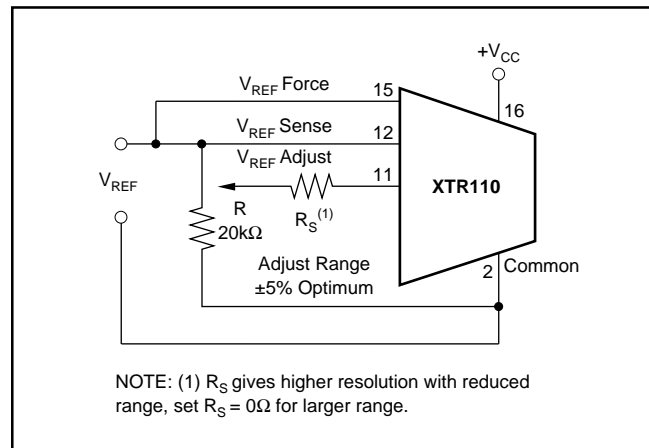 +V_CC
V_REF Force
15
16
V_REF Sense
12
V_REF Adjust
11
XTR110
V_REF
R
20kΩ
R_S^(1)
2
Common
Adjust Range
±5% Optimum
NOTE: (1) R_S gives higher resolution with reduced
range, set R_S = 0Ω for larger range.